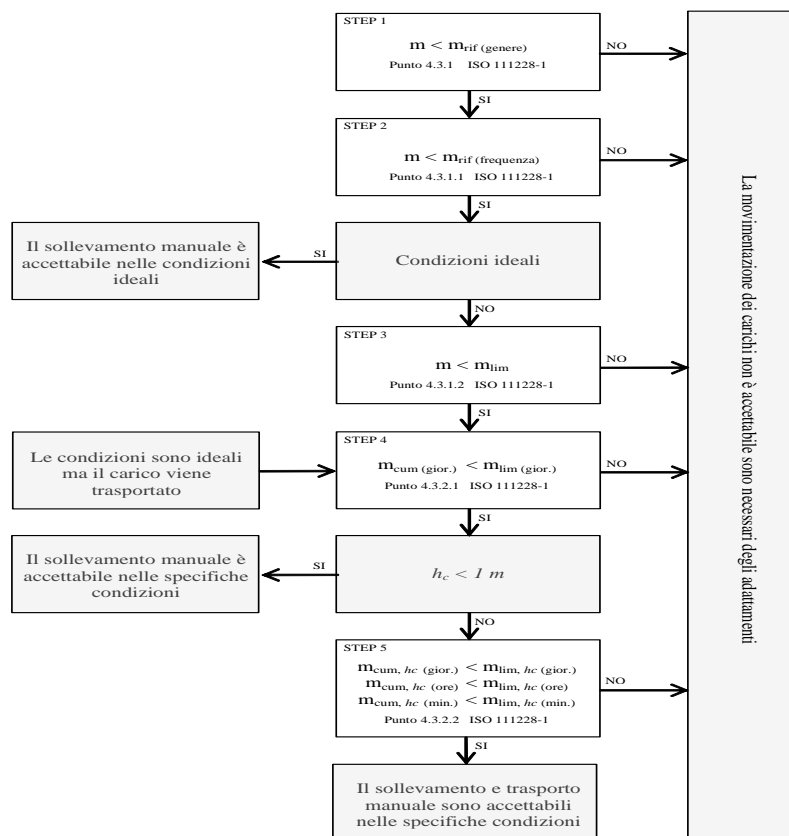 STEP 1
m < mrif (genere)
Punto 4.3.1 ISO 111228-1
NO
SI
STEP 2
m < mrif (frequenza)
Punto 4.3.1.1 ISO 111228-1
NO
SI
Il sollevamento manuale è
accettabile nelle condizioni
ideali
SI
Condizioni ideali
NO
STEP 3
m < mlim
Punto 4.3.1.2 ISO 111228-1
NO
SI
Le condizioni sono ideali
ma il carico viene
trasportato
STEP 4
mcum (gior.) < mlim (gior.)
Punto 4.3.2.1 ISO 111228-1
NO
SI
Il sollevamento manuale è
accettabile nelle specifiche
condizioni
SI
hc < 1 m
NO
STEP 5
mcum, hc (gior.) < mlim, hc (gior.)
mcum, hc (ore) < mlim, hc (ore)
mcum, hc (min.) < mlim, hc (min.)
Punto 4.3.2.2 ISO 111228-1
NO
SI
Il sollevamento e trasporto
manuale sono accettabili
nelle specifiche condizioni
La movimentazione dei carichi non è accettabile sono necessari degli adattamenti